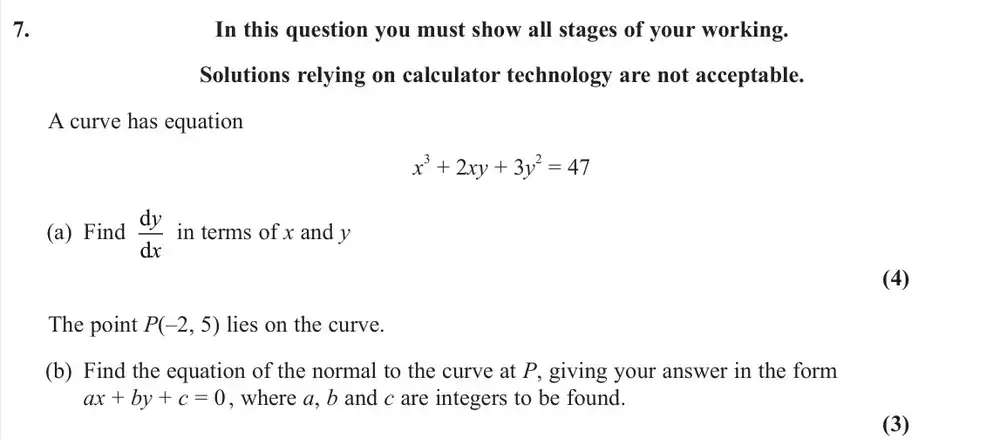 7. In this question you must show all stages of your working.
Solutions relying on calculator technology are not acceptable.
A curve has equation
x³ + 2xy + 3y² = 47
(a) Find dy/dx in terms of x and y
(4)
The point P(–2, 5) lies on the curve.
(b) Find the equation of the normal to the curve at P, giving your answer in the form
ax + by + c = 0, where a, b and c are integers to be found.
(3)